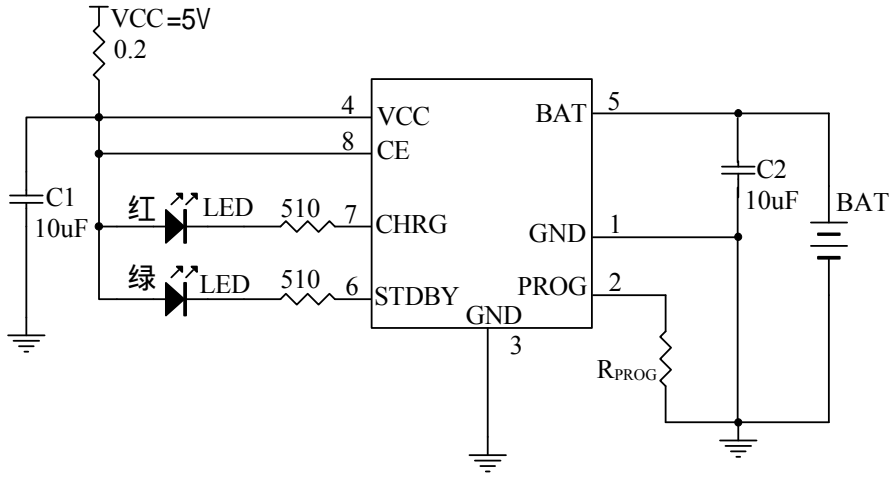 VCC=5V
0.2
4
VCC
BAT
5
8
CE
C1
10uF
C2
10uF
BAT
红
LED
510
7
CHRG
GND
1
绿
LED
510
6
STDBY
PROG
2
GND
3
RPROG